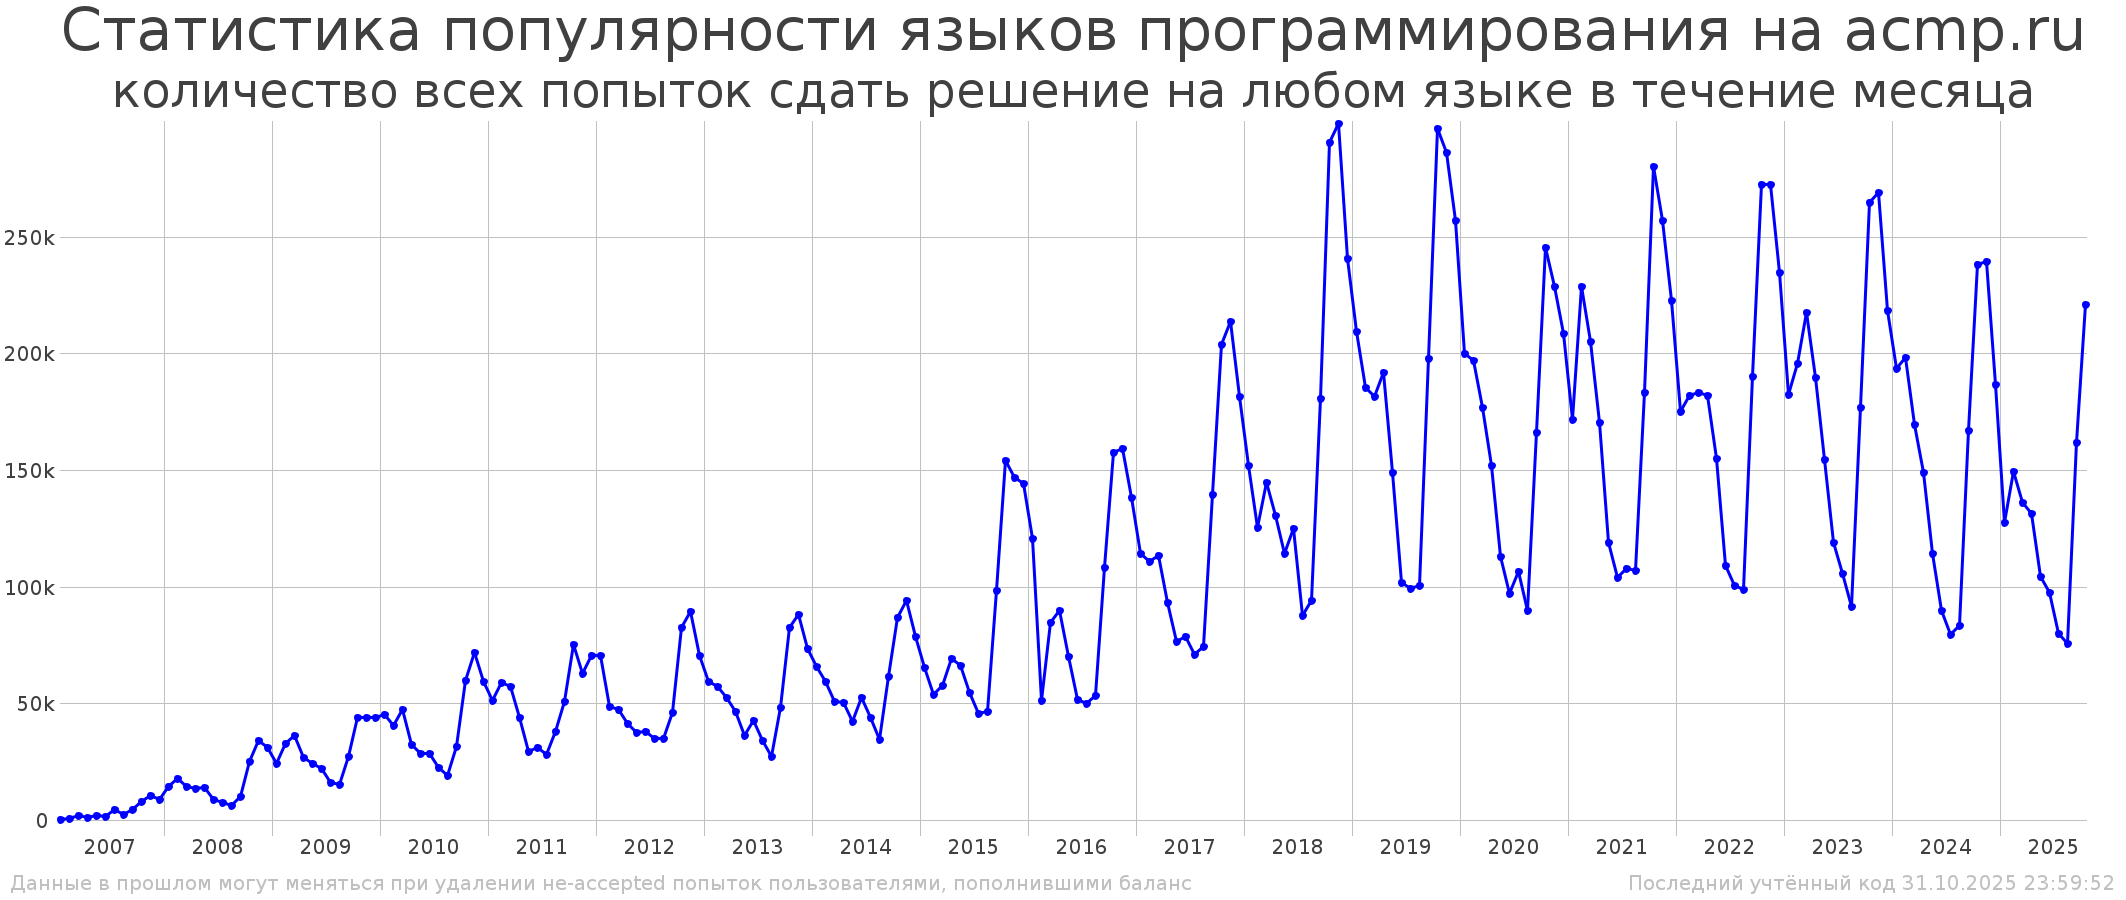 Статистика популярности языков программирования на acmp.ru
количество всех попыток сдать решение на любом языке в течение месяца
250k
200k
150k
100k
50k
0
2007 2008 2009 2010 2011 2012 2013 2014 2015 2016 2017 2018 2019 2020 2021 2022 2023 2024 2025
Данные в прошлом могут меняться при удалении не-accepted попыток пользователями, пополнившими баланс
Последний учтённый код 31.10.2025 23:59:52